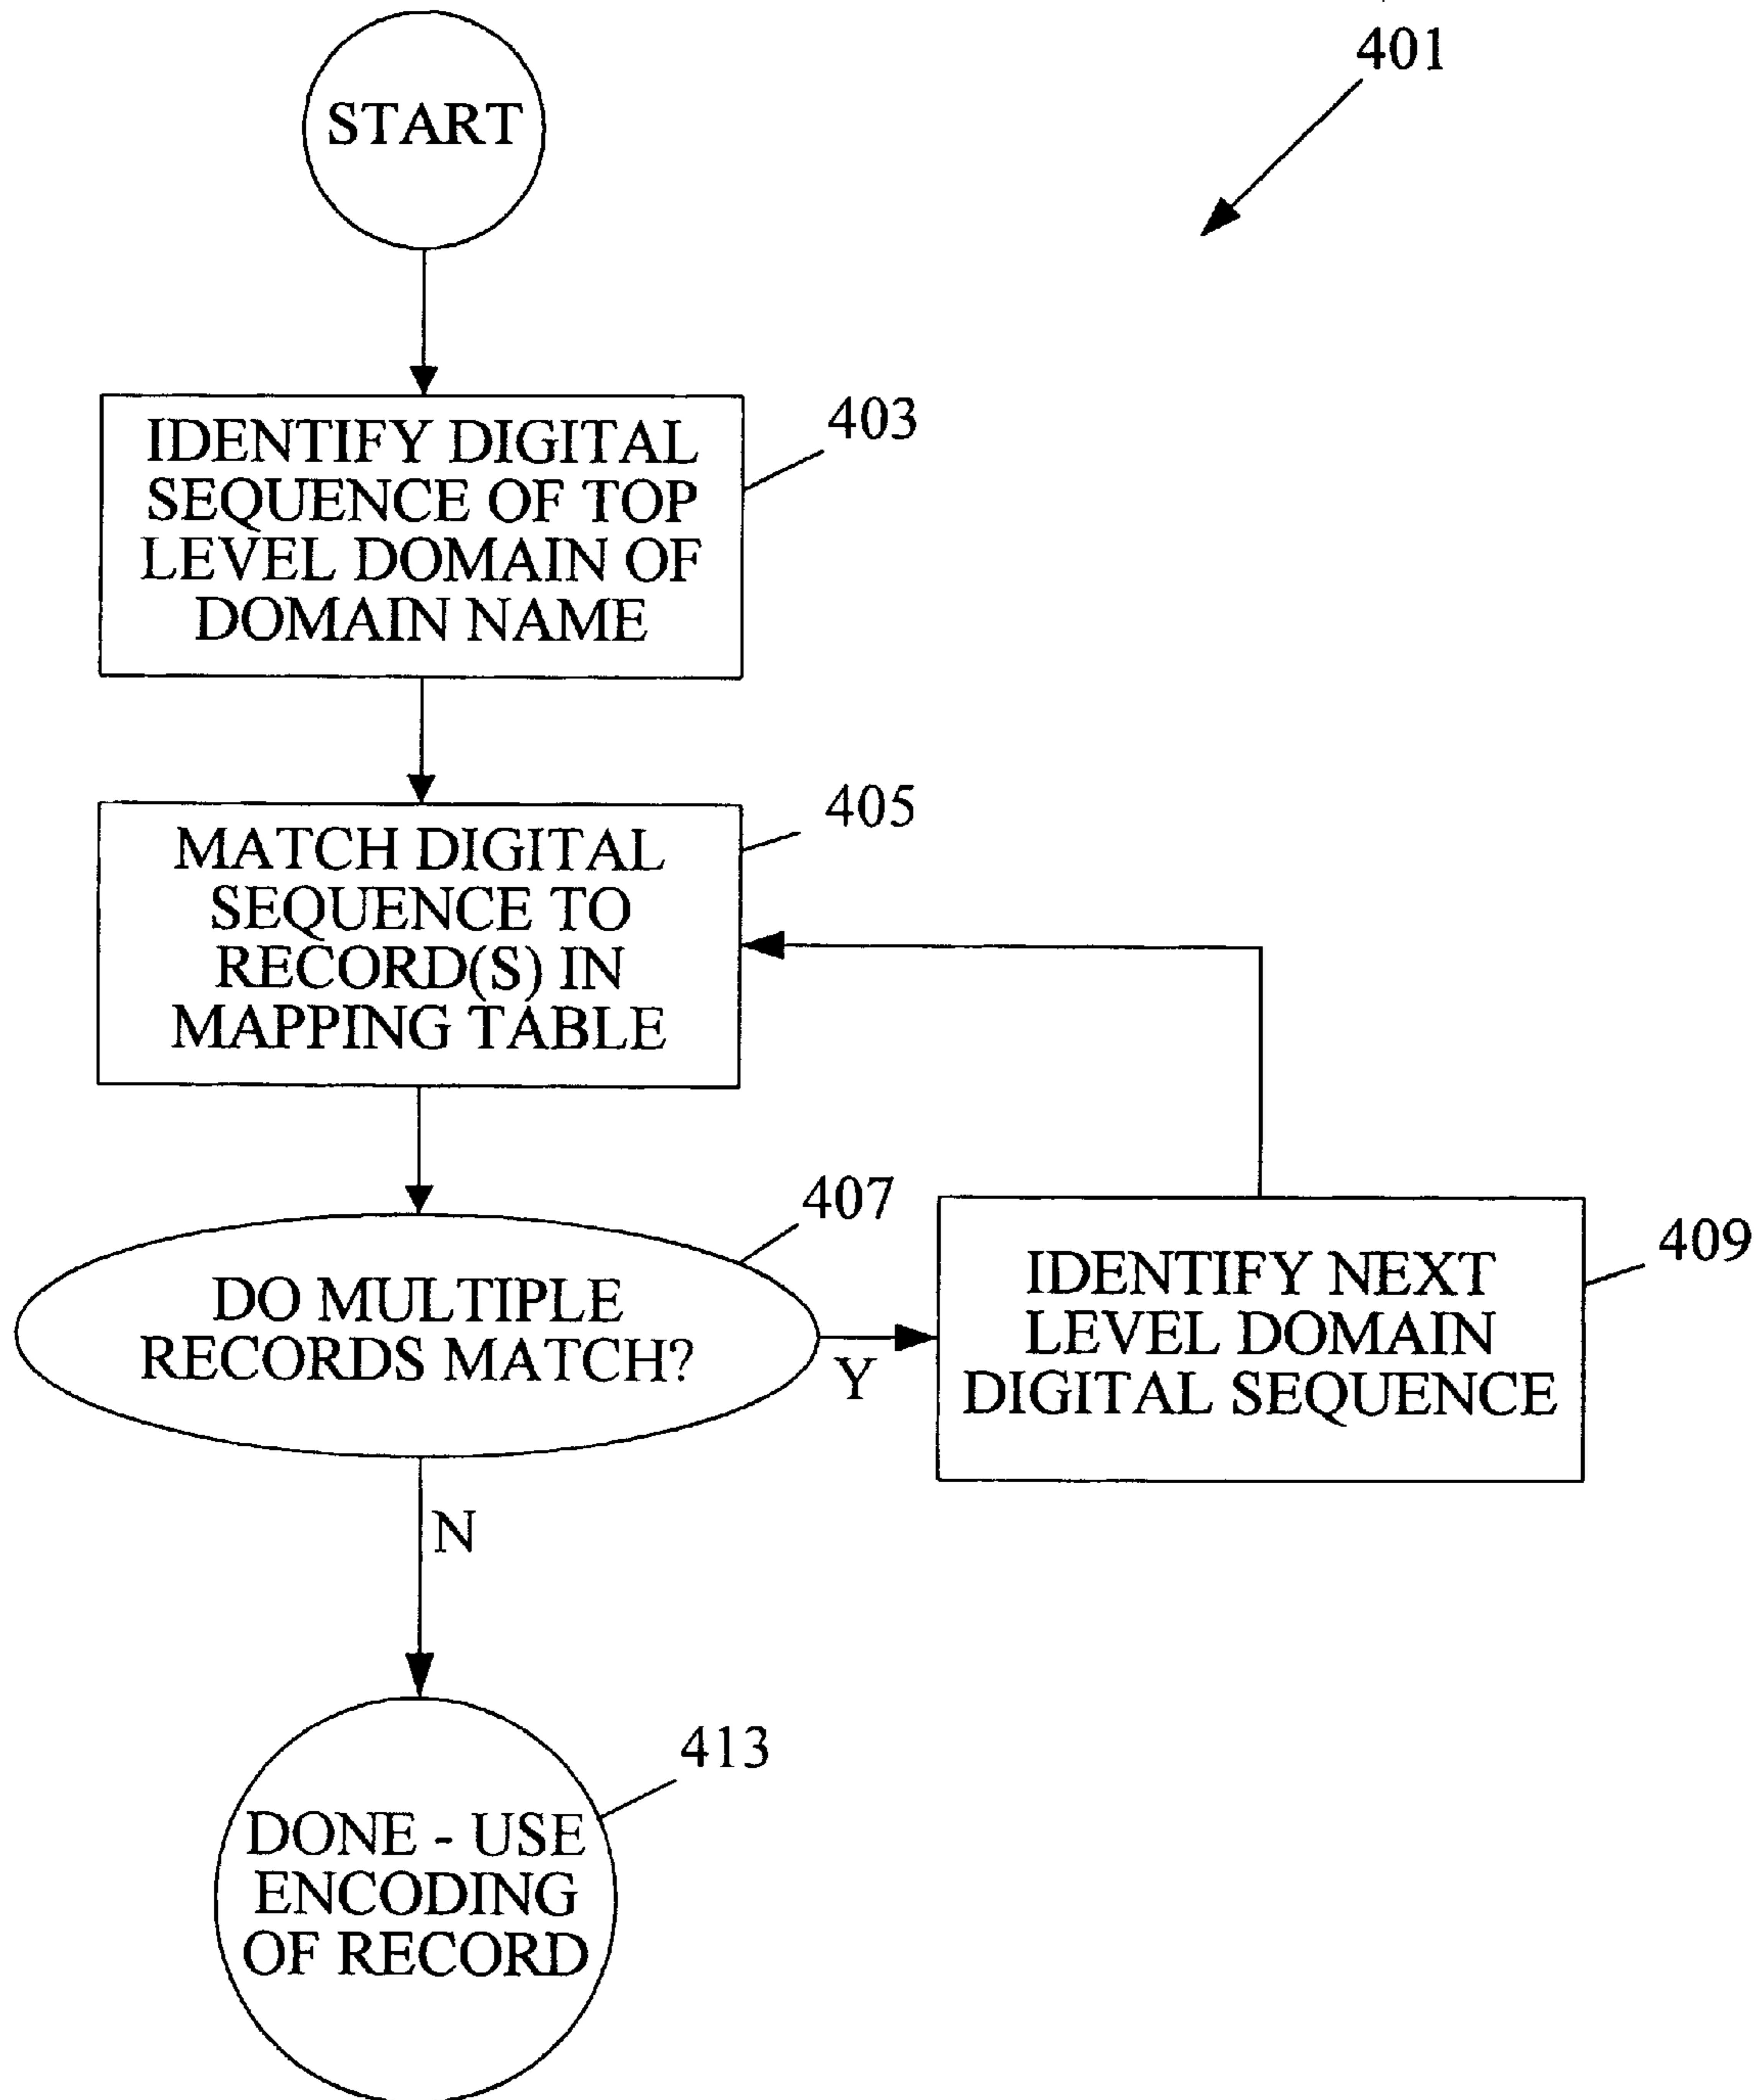 401
START
403
IDENTIFY DIGITAL
SEQUENCE OF TOP
LEVEL DOMAIN OF
DOMAIN NAME
405
MATCH DIGITAL
SEQUENCE TO
RECORD(S) IN
MAPPING TABLE
407
DO MULTIPLE
RECORDS MATCH?
Y
409
IDENTIFY NEXT
LEVEL DOMAIN
DIGITAL SEQUENCE
N
413
DONE - USE
ENCODING
OF RECORD